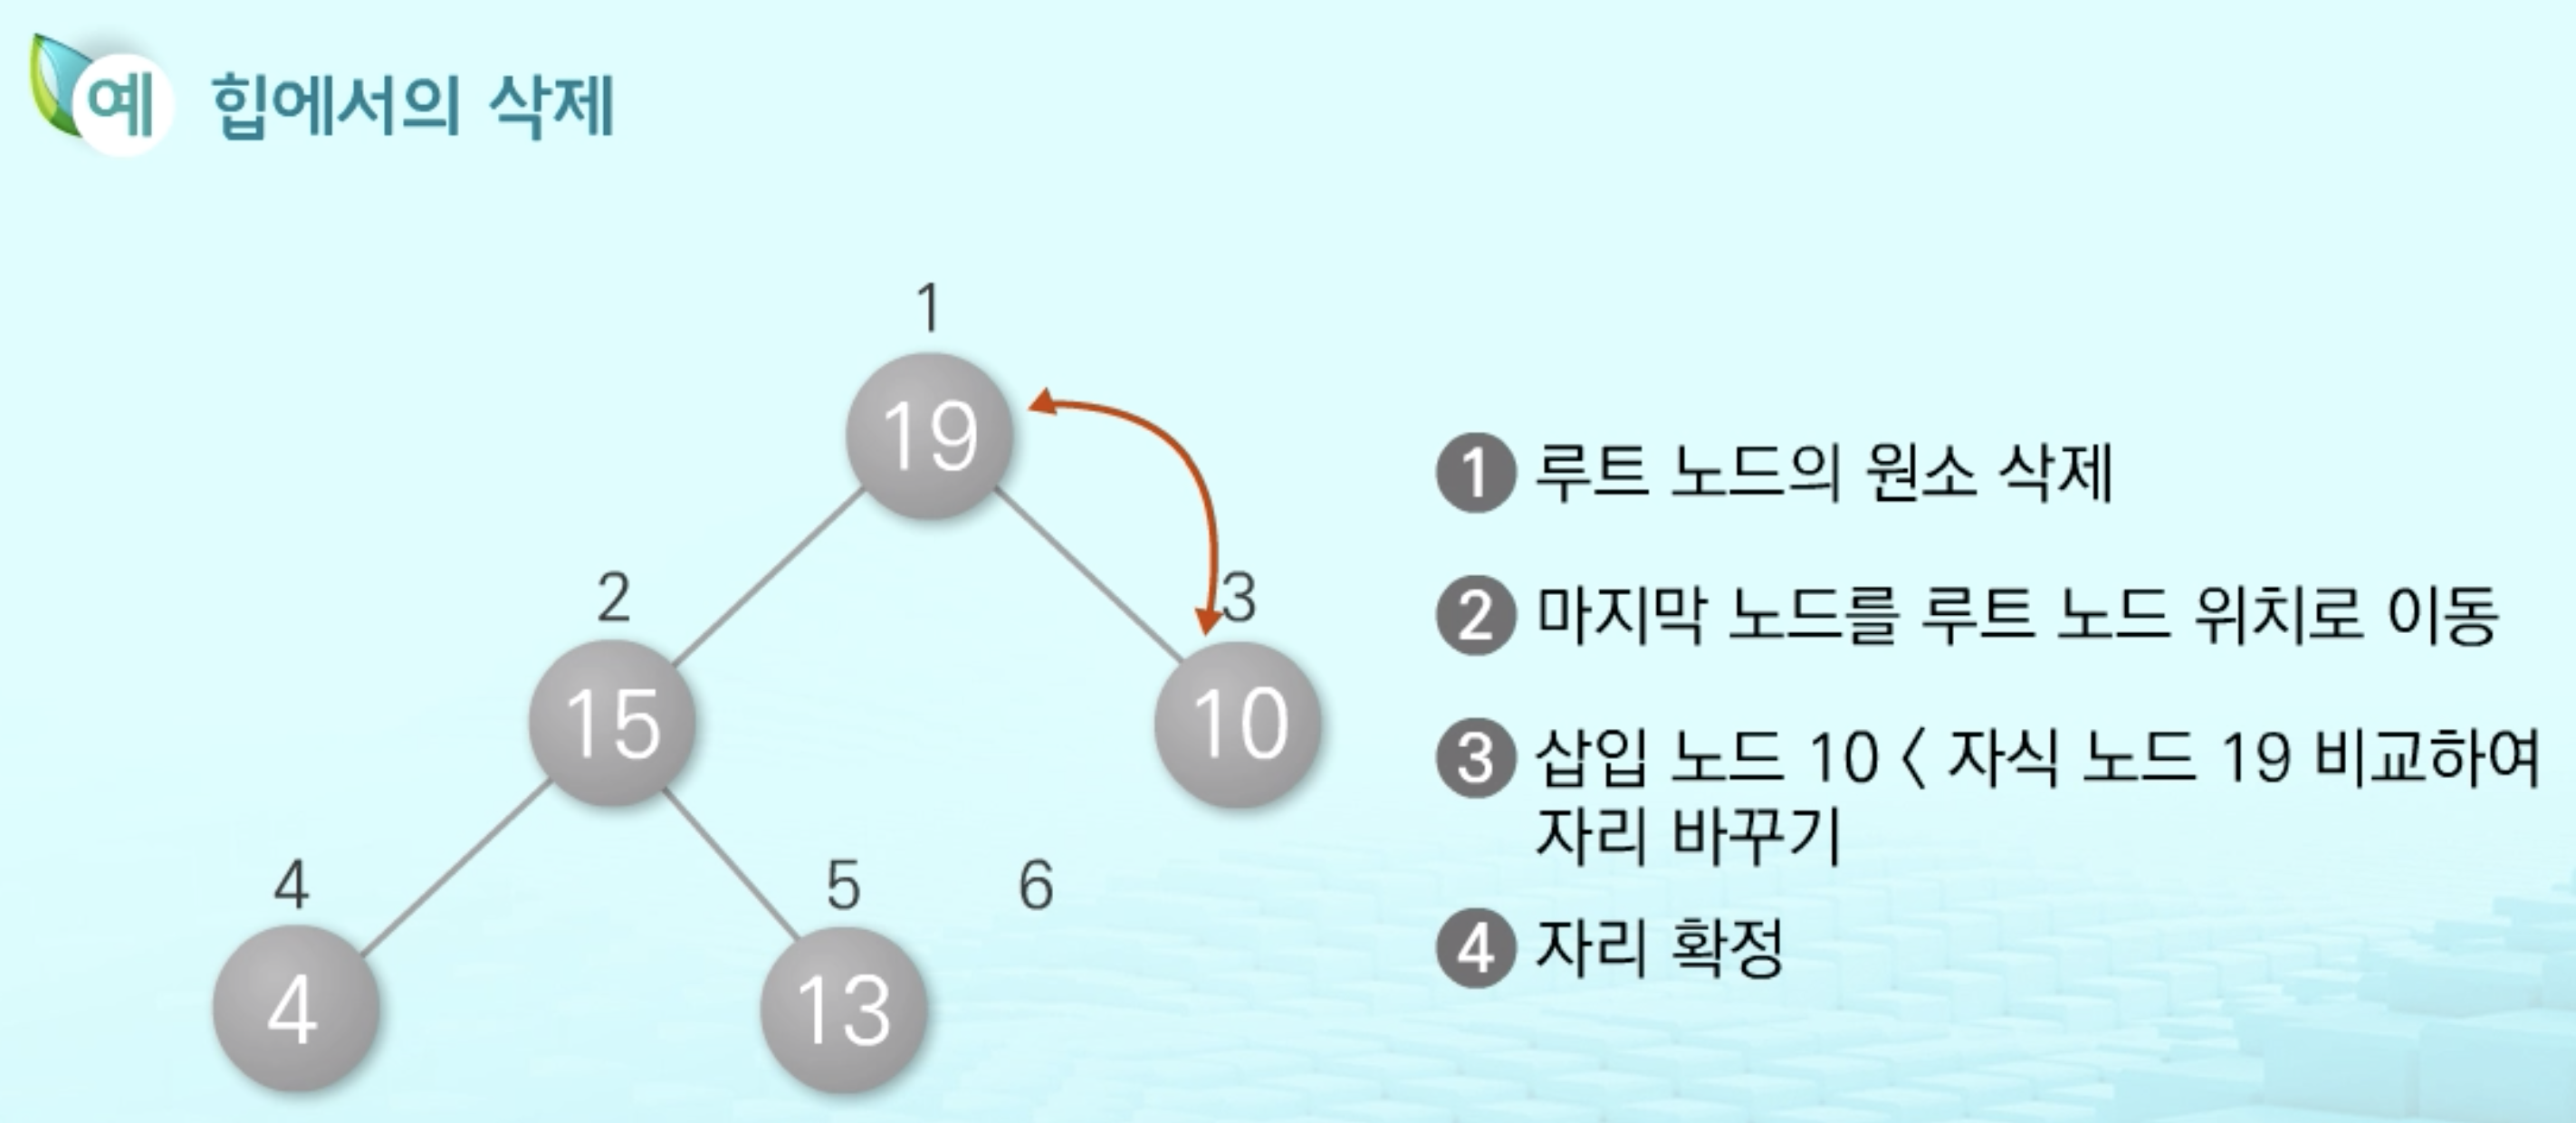 예 힙에서의 삭제
1
19
2
3
15
10
4
5
6
4
13
1 루트 노드의 원소 삭제
2 마지막 노드를 루트 노드 위치로 이동
3 삽입 노드 10 < 자식 노드 19 비교하여
자리 바꾸기
4 자리 확정